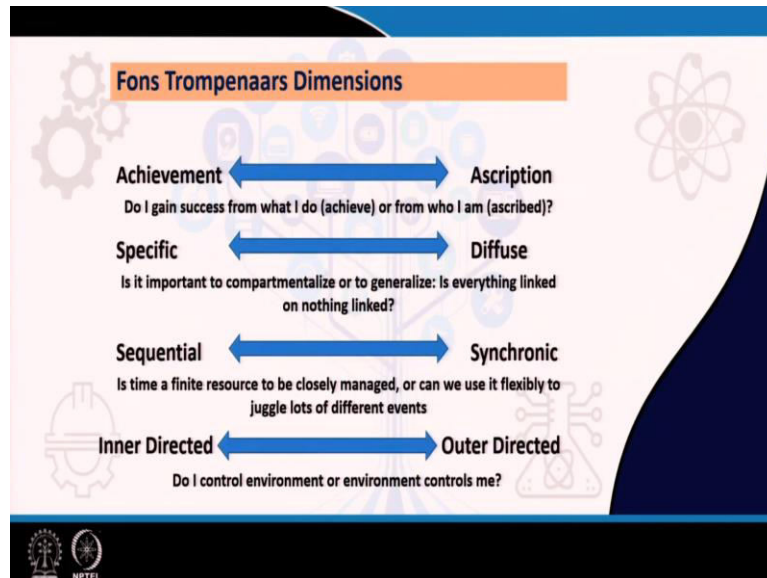 Fons Trompenaars Dimensions
Achievement Ascription
Do I gain success from what I do (achieve) or from who I am (ascribed)?
Specific Diffuse
Is it important to compartmentalize or to generalize: Is everything linked
on nothing linked?
Sequential Synchronic
Is time a finite resource to be closely managed, or can we use it flexibly to
juggle lots of different events
Inner Directed Outer Directed
Do I control environment or environment controls me?
NPTEL